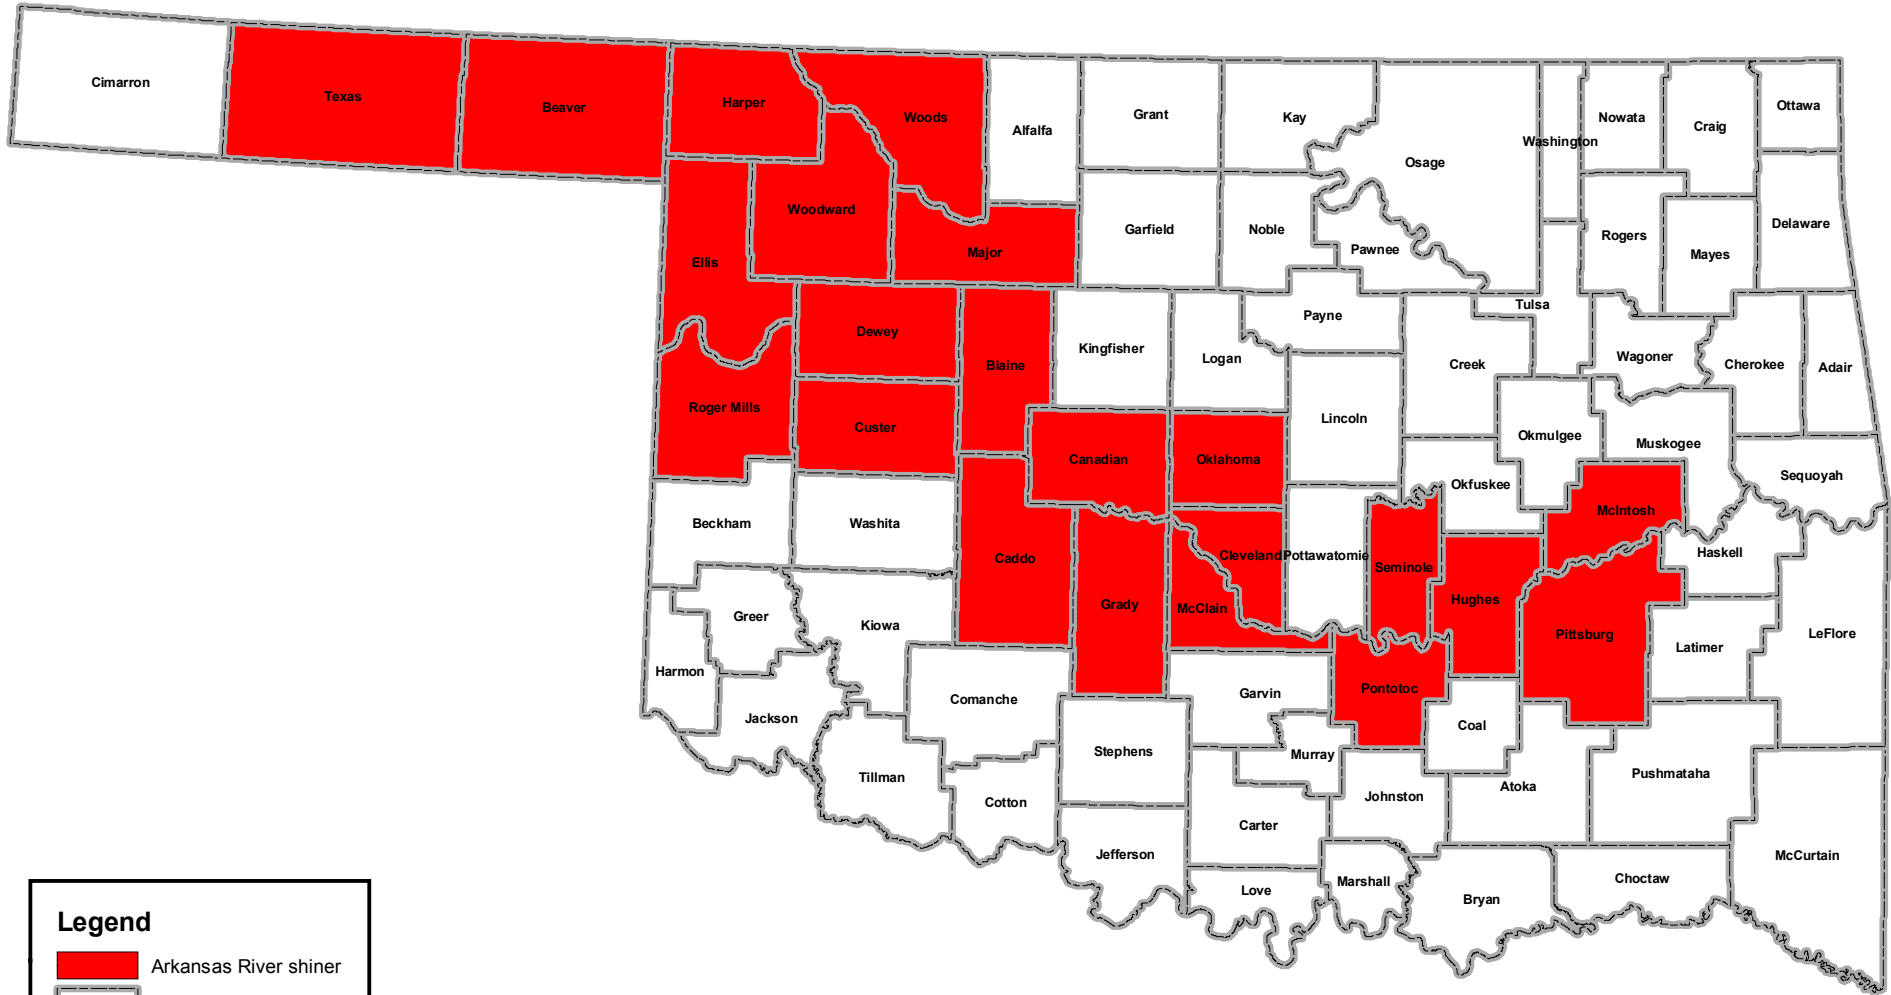 Cimarron
Texas
Beaver
Harper
Woods
Alfalfa
Grant
Kay
Osage
Washington
Nowata
Craig
Ottawa
Ellis
Woodward
Major
Garfield
Noble
Pawnee
Rogers
Mayes
Delaware
Roger Mills
Dewey
Custer
Blaine
Kingfisher
Logan
Payne
Lincoln
Creek
Tulsa
Okmulgee
Wagoner
Cherokee
Adair
Muskogee
Sequoyah
Beckham
Washita
Caddo
Canadian
Oklahoma
Grady
McClain
Cleveland
Pottawatomie
Seminole
Okfuskee
Hughes
McIntosh
Pittsburg
Haskell
Latimer
LeFlore
Harmon
Greer
Kiowa
Jackson
Tillman
Comanche
Cotton
Stephens
Jefferson
Garvin
Murray
Pontotoc
Coal
Carter
Johnston
Atoka
Pushmataha
McCurtain
Love
Marshall
Bryan
Choctaw
Legend
Arkansas River shiner